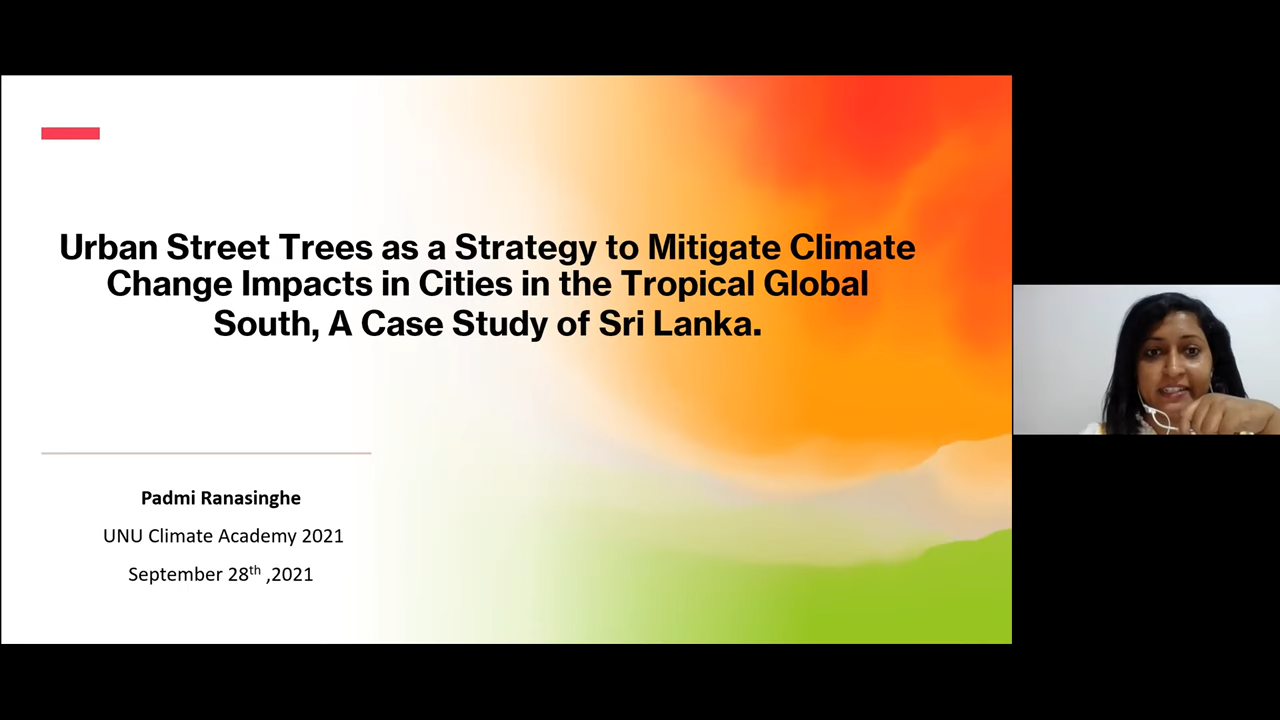 Urban Street Trees as a Strategy to Mitigate Climate
Change Impacts in Cities in the Tropical Global
South, A Case Study of Sri Lanka.
Padmi Ranasinghe
UNU Climate Academy 2021
September 28th ,2021